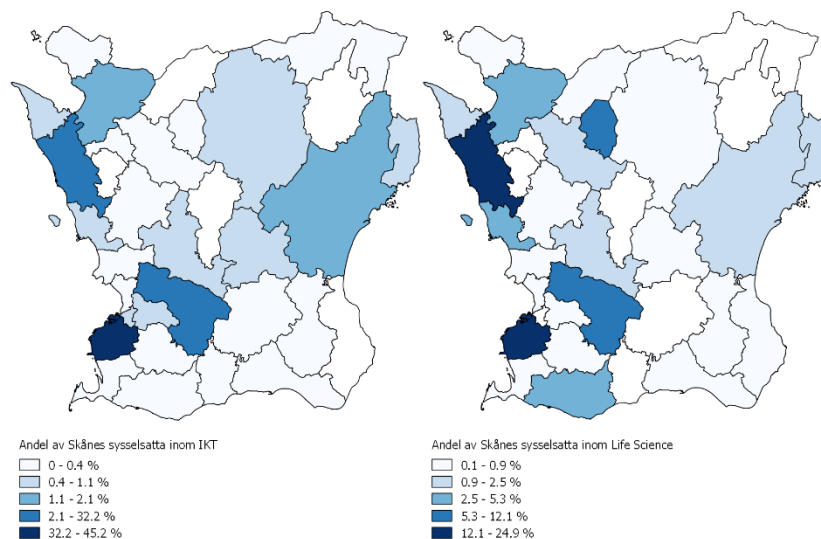 Andel av Skånes sysselsatta inom IKT
0 - 0.4 %
0.4 - 1.1 %
1.1 - 2.1 %
2.1 - 32.2 %
32.2 - 45.2 %
Andel av Skånes sysselsatta inom Life Science
0.1 - 0.9 %
0.9 - 2.5 %
2.5 - 5.3 %
5.3 - 12.1 %
12.1 - 24.9 %